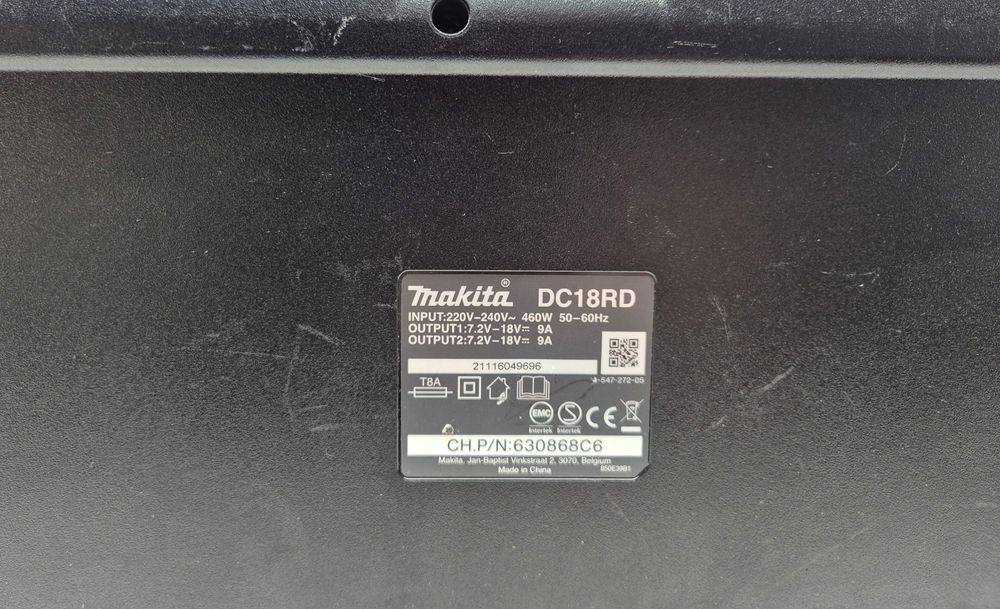 makita® DC18RD
INPUT:220V–240V~ 460W 50–60Hz
OUTPUT1:7.2V–18V⎓ 9A
OUTPUT2:7.2V–18V⎓ 9A
21116049696
A-547-272-05
T8A
EMC S CE
Intertek Intertek
CH.P/N:630868C6
Makita. Jan-Baptist Vinkstraat 2, 3070, Belgium
Made in China 850E39B1